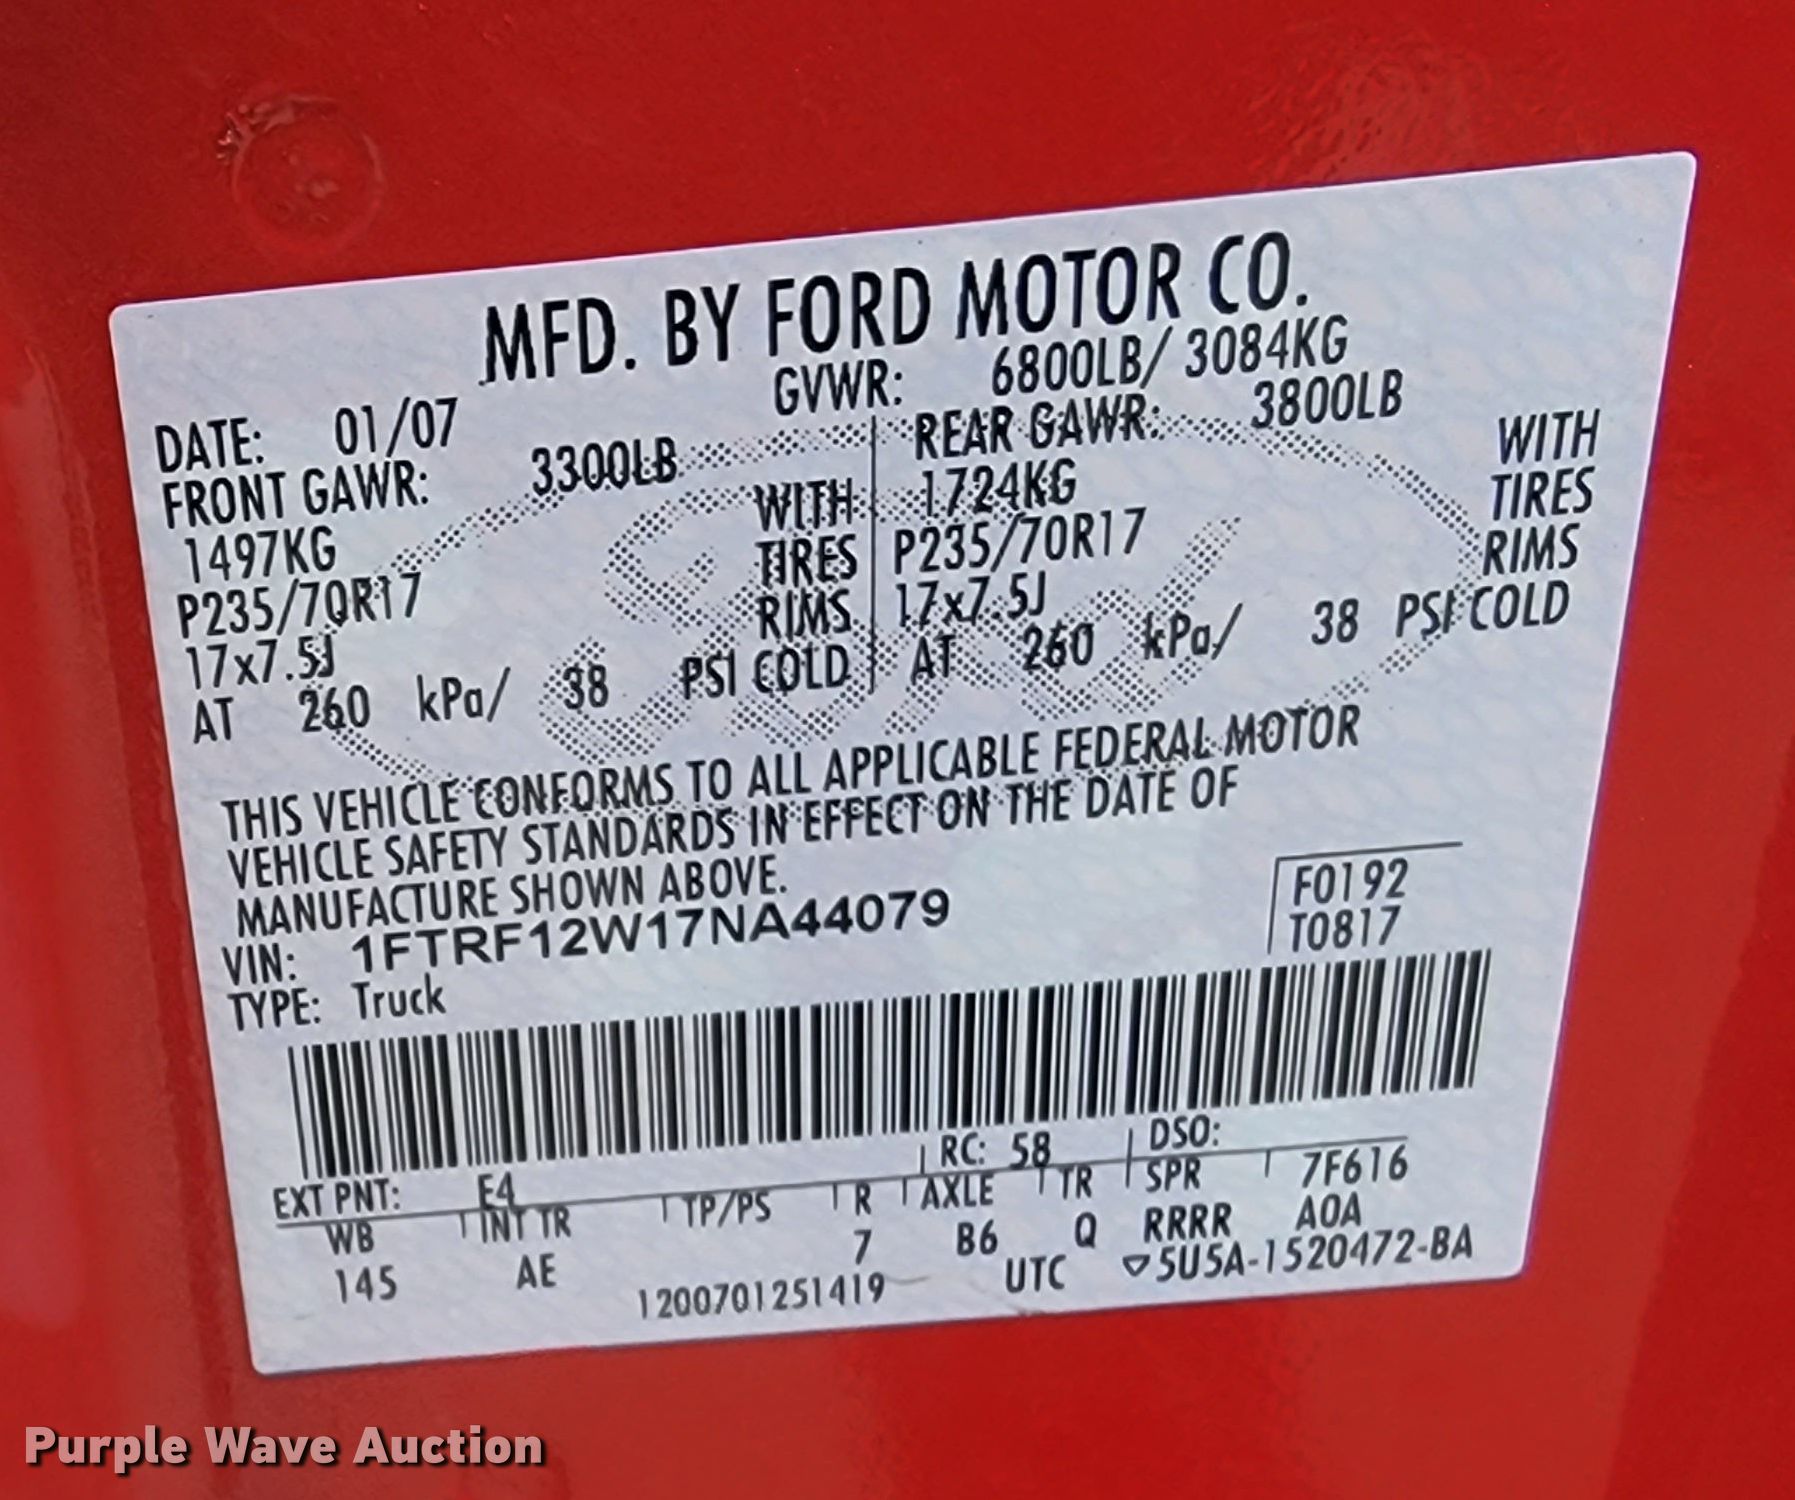 MFD. BY FORD MOTOR CO.
DATE: 01/07 GVWR: 6800LB/ 3084KG
FRONT GAWR: 3300LB REAR GAWR: 3800LB
1497KG WITH 1724KG WITH
P235/70R17 TIRES P235/70R17 TIRES
17x7.5J RIMS 17x7.5J RIMS
AT 260 kPa/ 38 PSI COLD AT 260 kPa/ 38 PSI COLD
THIS VEHICLE CONFORMS TO ALL APPLICABLE FEDERAL MOTOR
VEHICLE SAFETY STANDARDS IN EFFECT ON THE DATE OF
MANUFACTURE SHOWN ABOVE.
VIN: 1FTRF12W17NA44079 F0192
TYPE: Truck T0817
EXT PNT: E4 RC: 58 DSO:
WB INT TR TP/PS R AXLE TR SPR 7F616
145 AE 7 B6 Q RRRR A0A
1200701251419 UTC 5U5A-1520472-BA
Purple Wave Auction